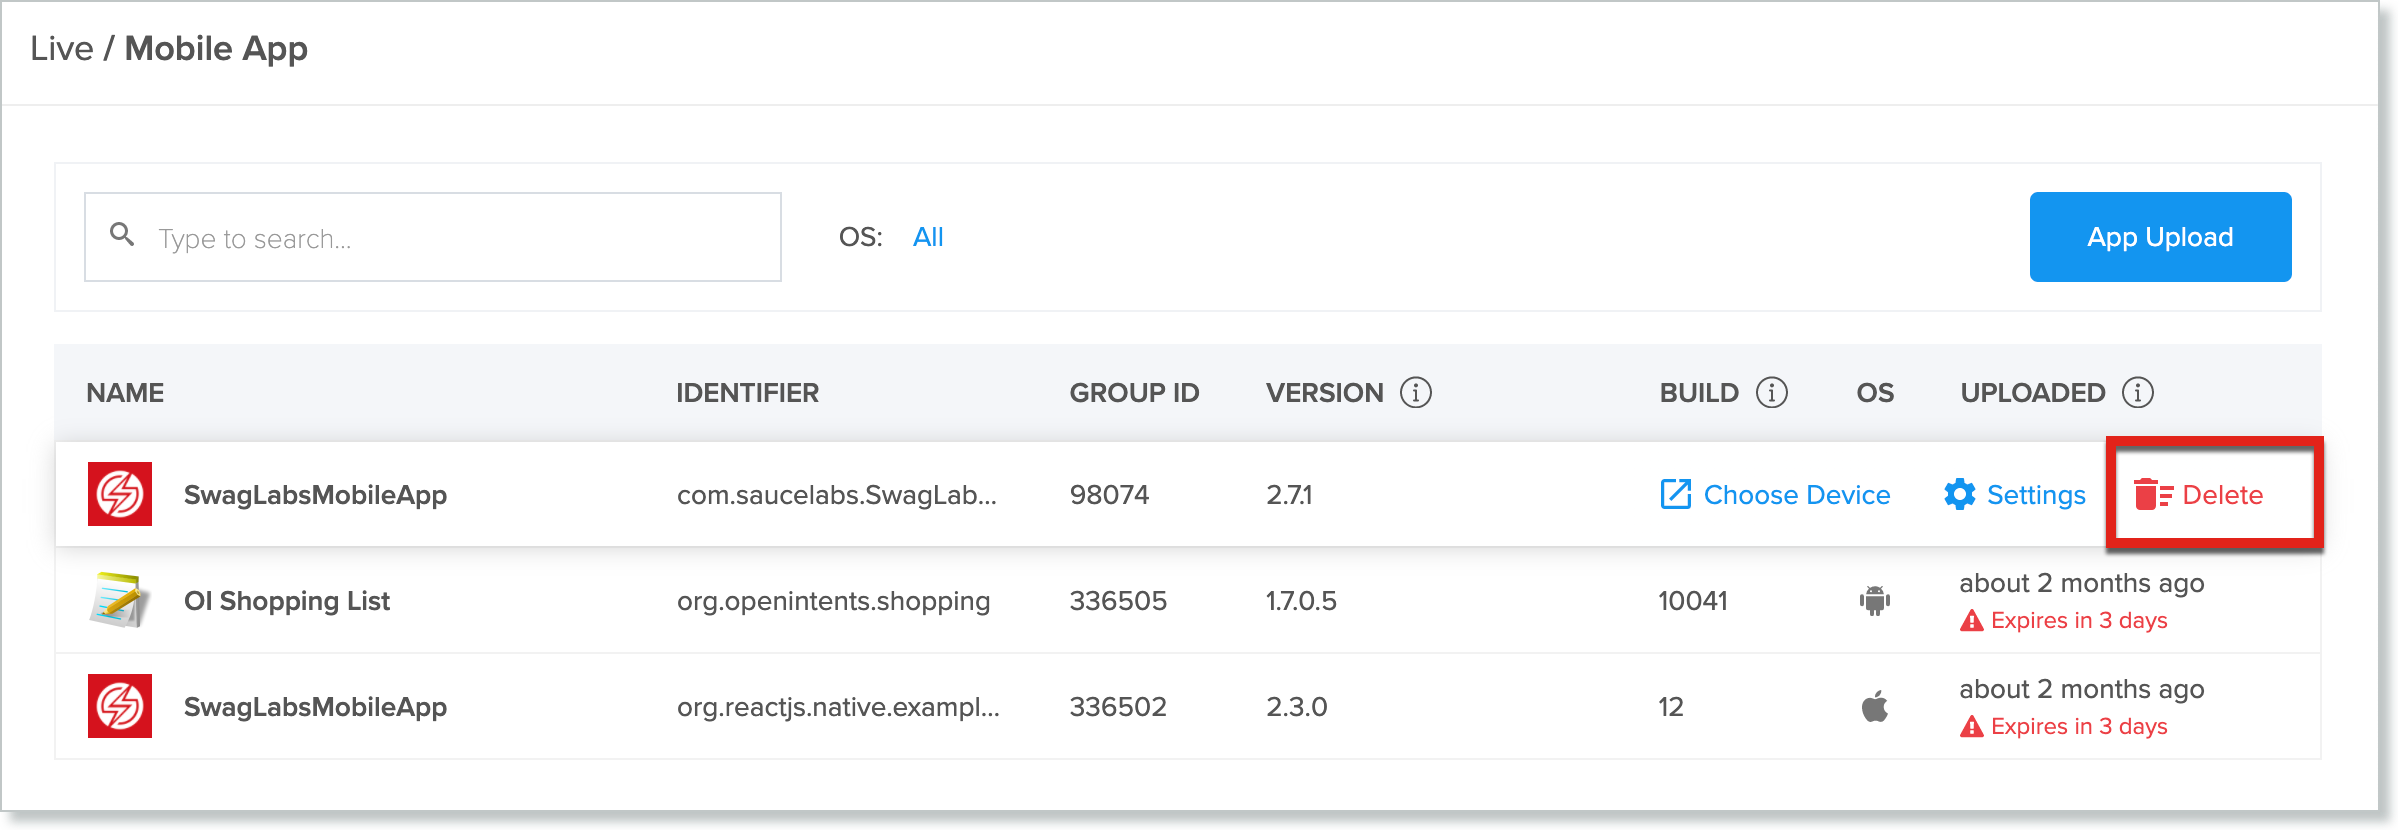 Live / Mobile App
Type to search...
OS: All
App Upload
NAME IDENTIFIER GROUP ID VERSION BUILD OS UPLOADED
SwagLabsMobileApp com.saucelabs.SwagLab... 98074 2.7.1 Choose Device Settings Delete
OI Shopping List org.openintents.shopping 336505 1.7.0.5 10041 about 2 months ago
Expires in 3 days
SwagLabsMobileApp org.reactjs.native.exampl... 336502 2.3.0 12 about 2 months ago
Expires in 3 days